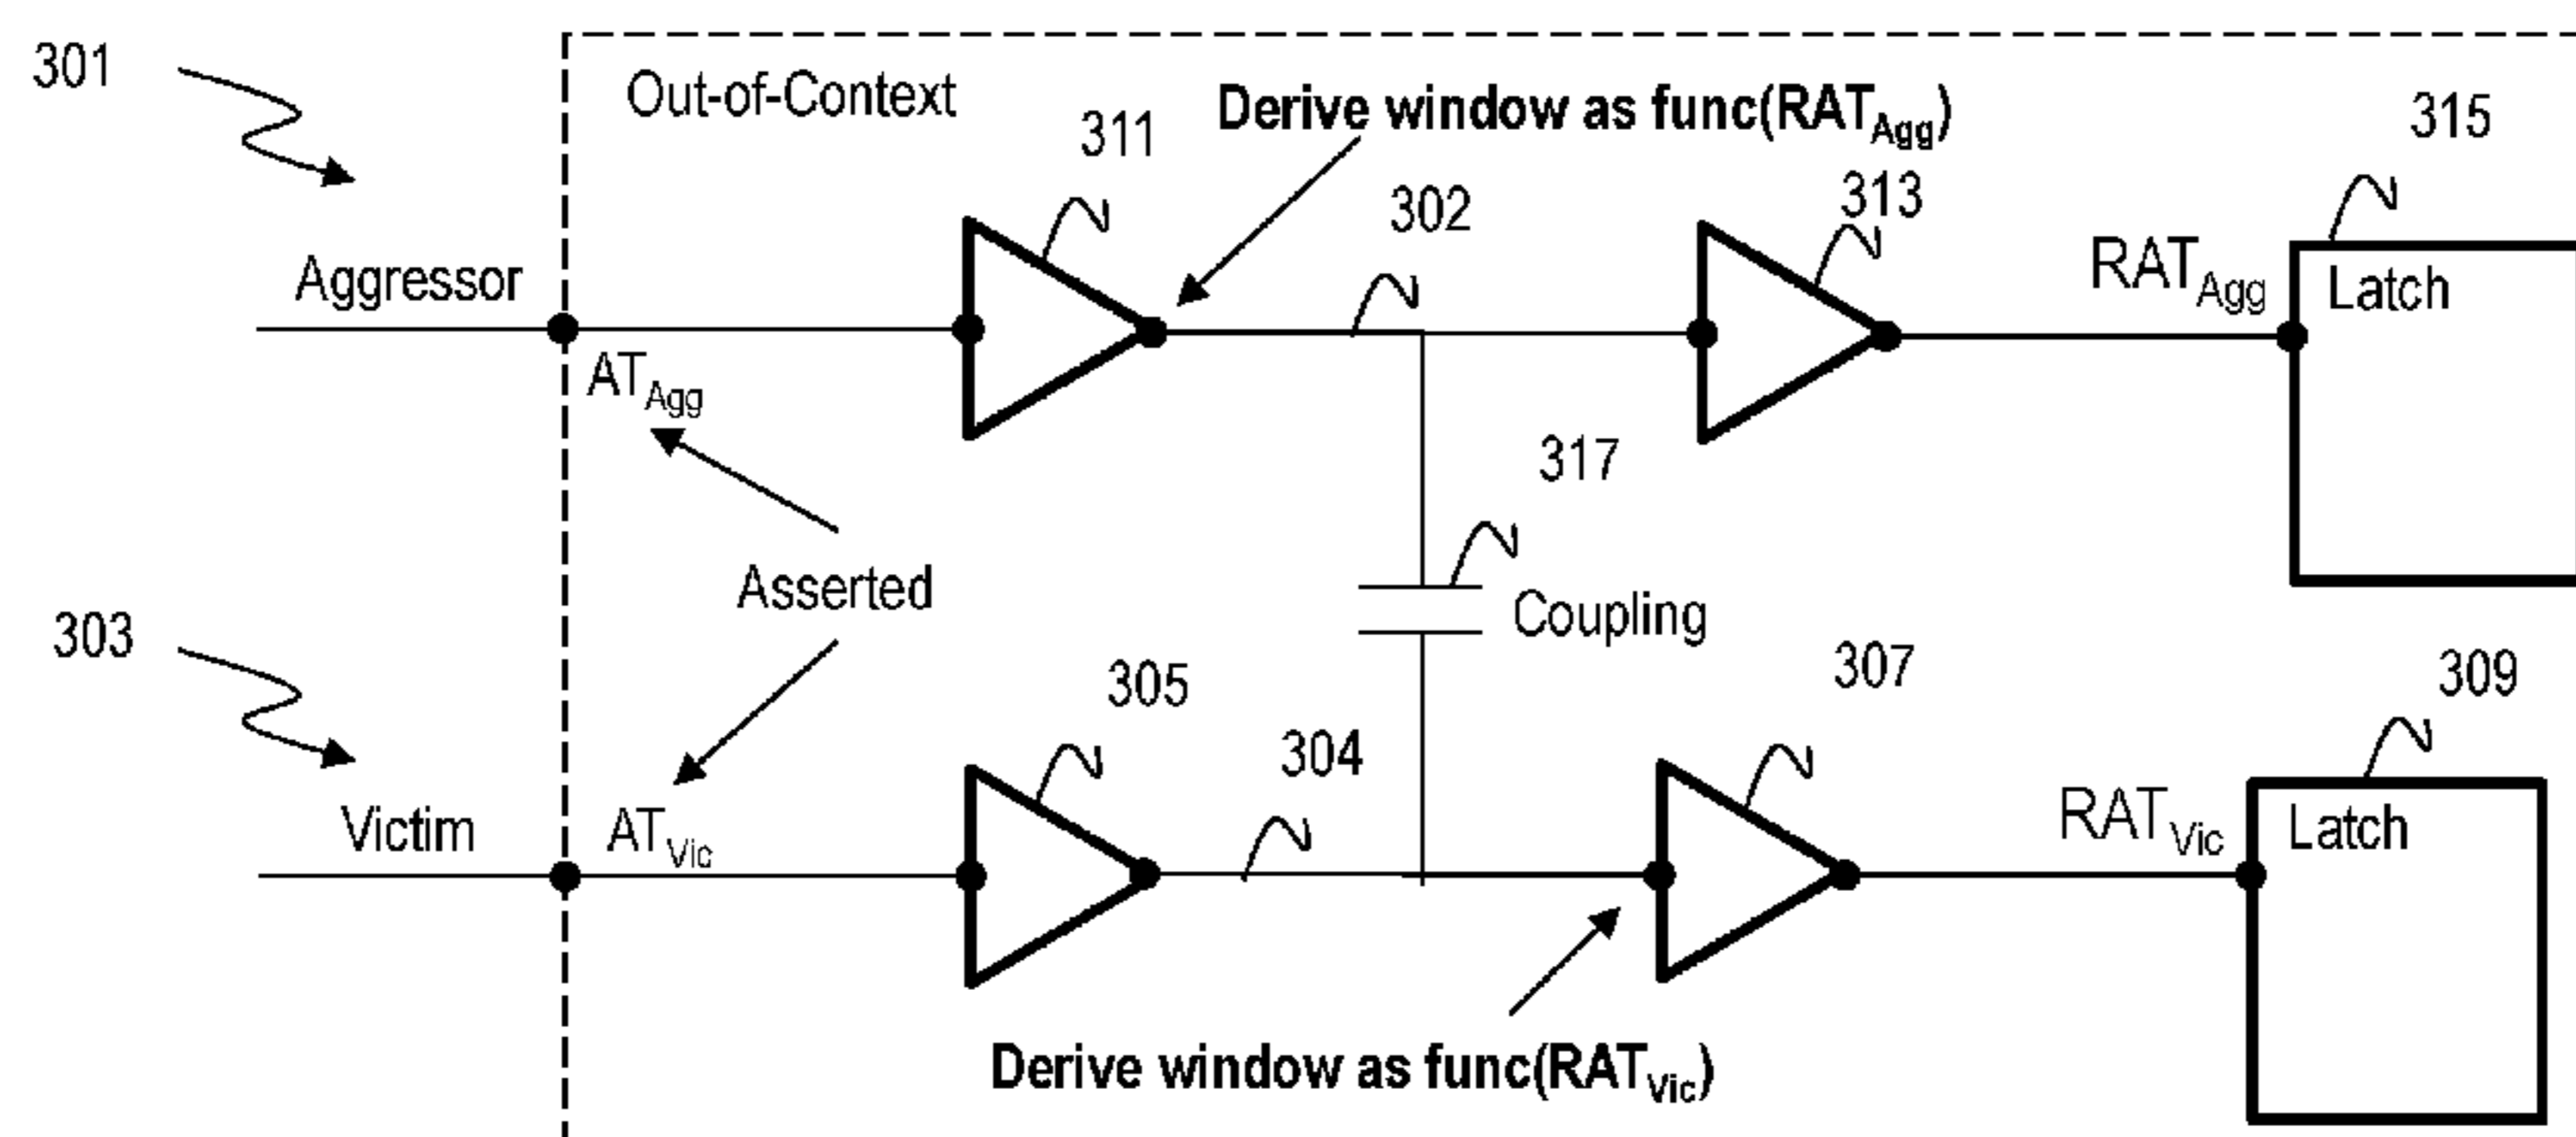 301
Out-of-Context
311
Derive window as func(RATAgg)
315
302
313
Aggressor
RATAgg
Latch
ATAgg
317
Asserted
Coupling
303
305
304
307
309
Victim
ATVic
RATVic
Latch
Derive window as func(RATVic)